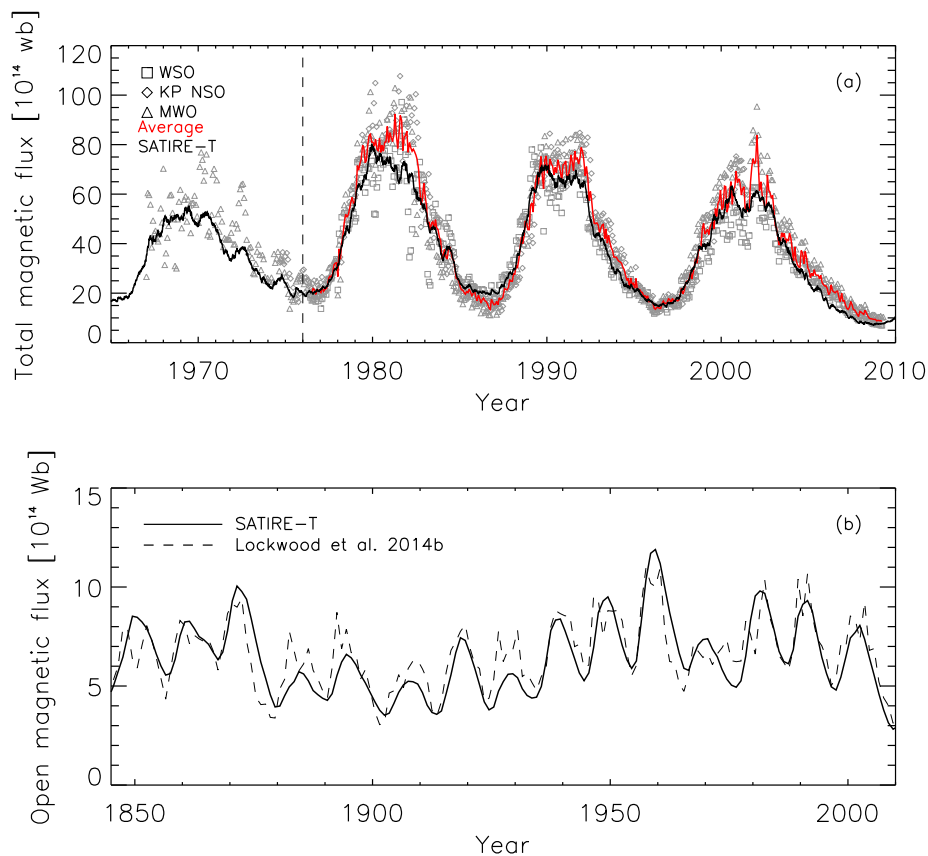 Total magnetic flux [10¹⁴ wb]
120
100
80
60
40
20
0
WSO
KP NSO
MWO
Average
SATIRE-T
(a)
1970 1980 1990 2000 2010
Year
Open magnetic flux [10¹⁴ Wb]
15
10
5
0
SATIRE-T
Lockwood et al. 2014b
(b)
1850 1900 1950 2000
Year